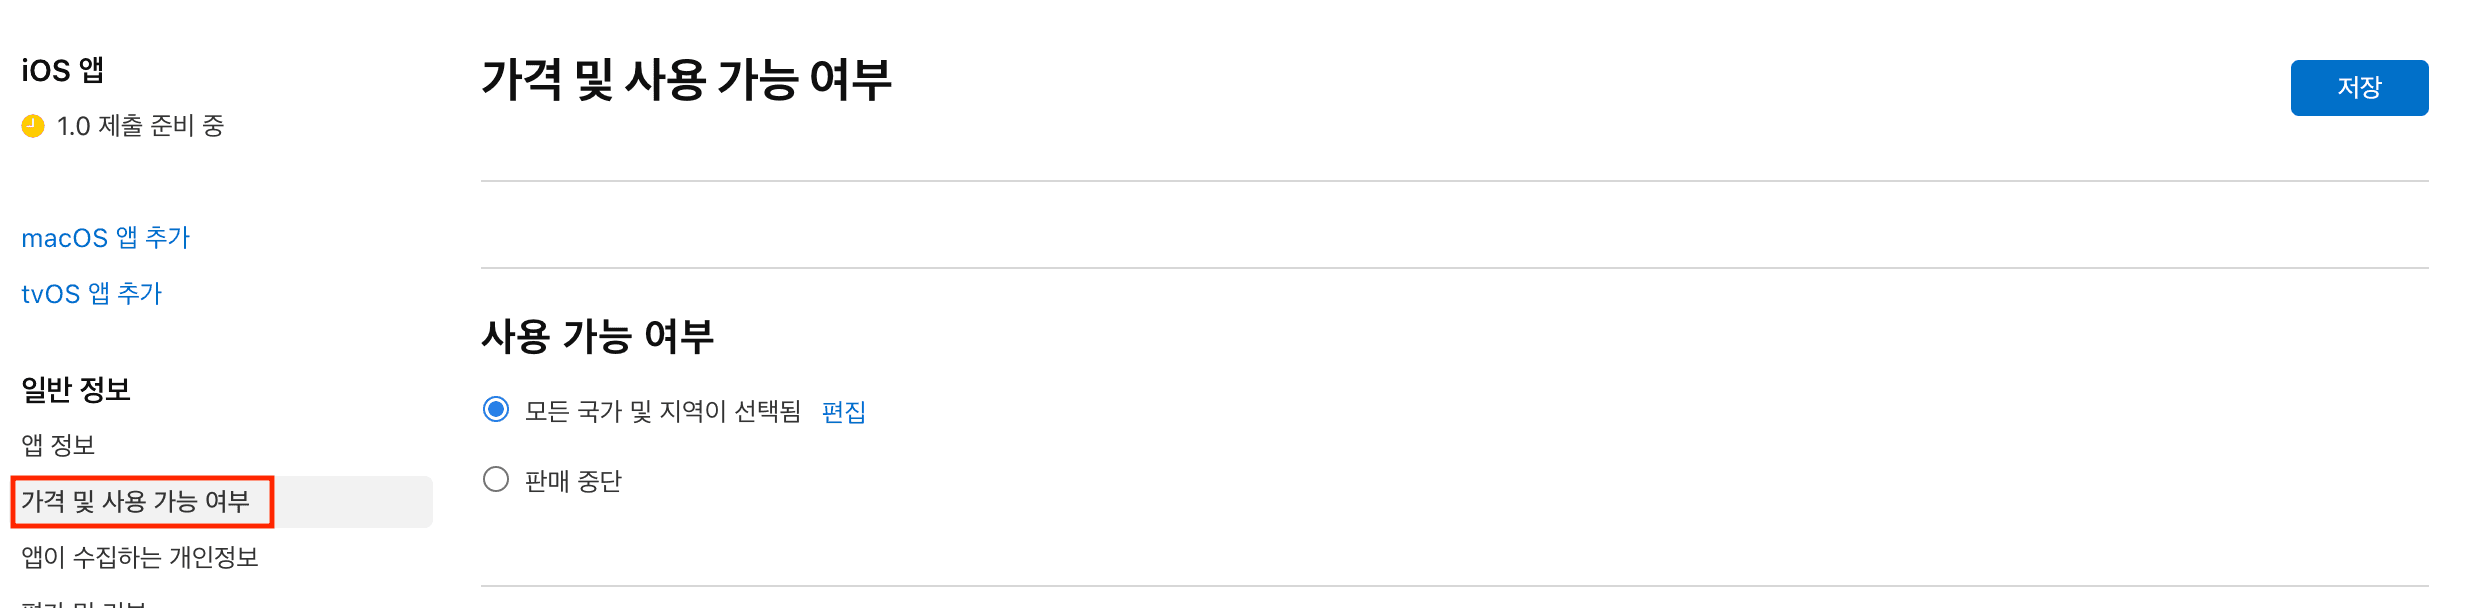 iOS 앱
1.0 제출 준비 중
macOS 앱 추가
tvOS 앱 추가
일반 정보
앱 정보
가격 및 사용 가능 여부
앱이 수집하는 개인정보
가격 및 사용 가능 여부
저장
사용 가능 여부
모든 국가 및 지역이 선택됨 편집
판매 중단